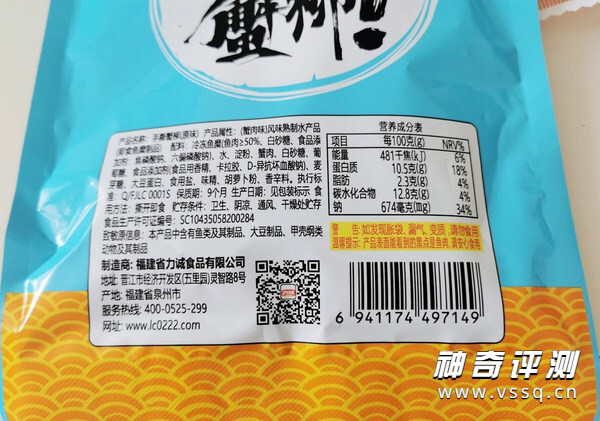 蟹柳!
产品名称: 手撕蟹柳(原味) 产品属性: (蟹肉味)风味熟制水产品
(即食鱼糜制品) 配料: 冷冻鱼糜(鱼肉≥50%、白砂糖、食品添
加剂: 焦磷酸钠、六偏磷酸钠)、水、淀粉、蟹肉、白砂糖、葡
萄糖、食品添加剂(食品用香精、卡拉胶、D-异抗坏血酸钠)、麦
芽糖、大豆蛋白、食用盐、味精、胡萝卜粉、香辛料, 执行标
准: Q/FJLC 0001S 保质期: 9个月 生产日期: 见包装标示 食
用方法: 撕开即食 贮存条件: 卫生、阴凉、通风、干燥处贮存
食品生产许可证编号: SC10435058200284
致敏原信息: 本产品中含有鱼类及其制品、大豆制品、甲壳纲类
动物及其制品
制造商: 福建省力诚食品有限公司
地址: 晋江市经济开发区(五里园)灵智路8号
产地: 福建省泉州市
服务热线: 400-0525-299
网址: www.lc0222.com
营养成分表
项目 每100克(g) NRV%
能量 481千焦(kJ) 6%
蛋白质 10.5克(g) 18%
脂肪 2.3克(g) 4%
碳水化合物 12.8克(g) 4%
钠 674毫克(mg) 34%
警 告: 如发现胀袋、漏气、变质, 请勿食用
温馨提示: 产品表面能看到的黑点是鱼肉, 请安心食用
6 941174 497149
神奇评测
www.vssq.cn